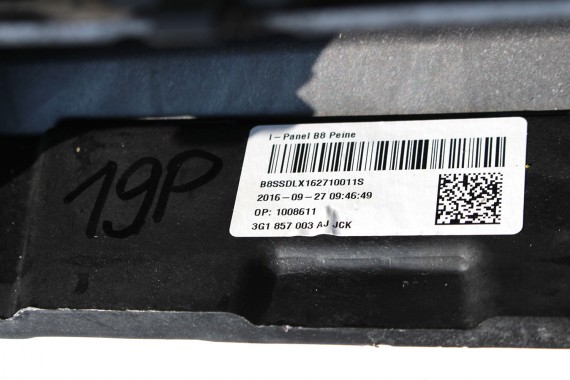 19P
I-Panel B8 Peine
B8SSDLX162710011S
2016-09-27 09:46:49
OP: 1008611
3G1 857 003 AJ JCK